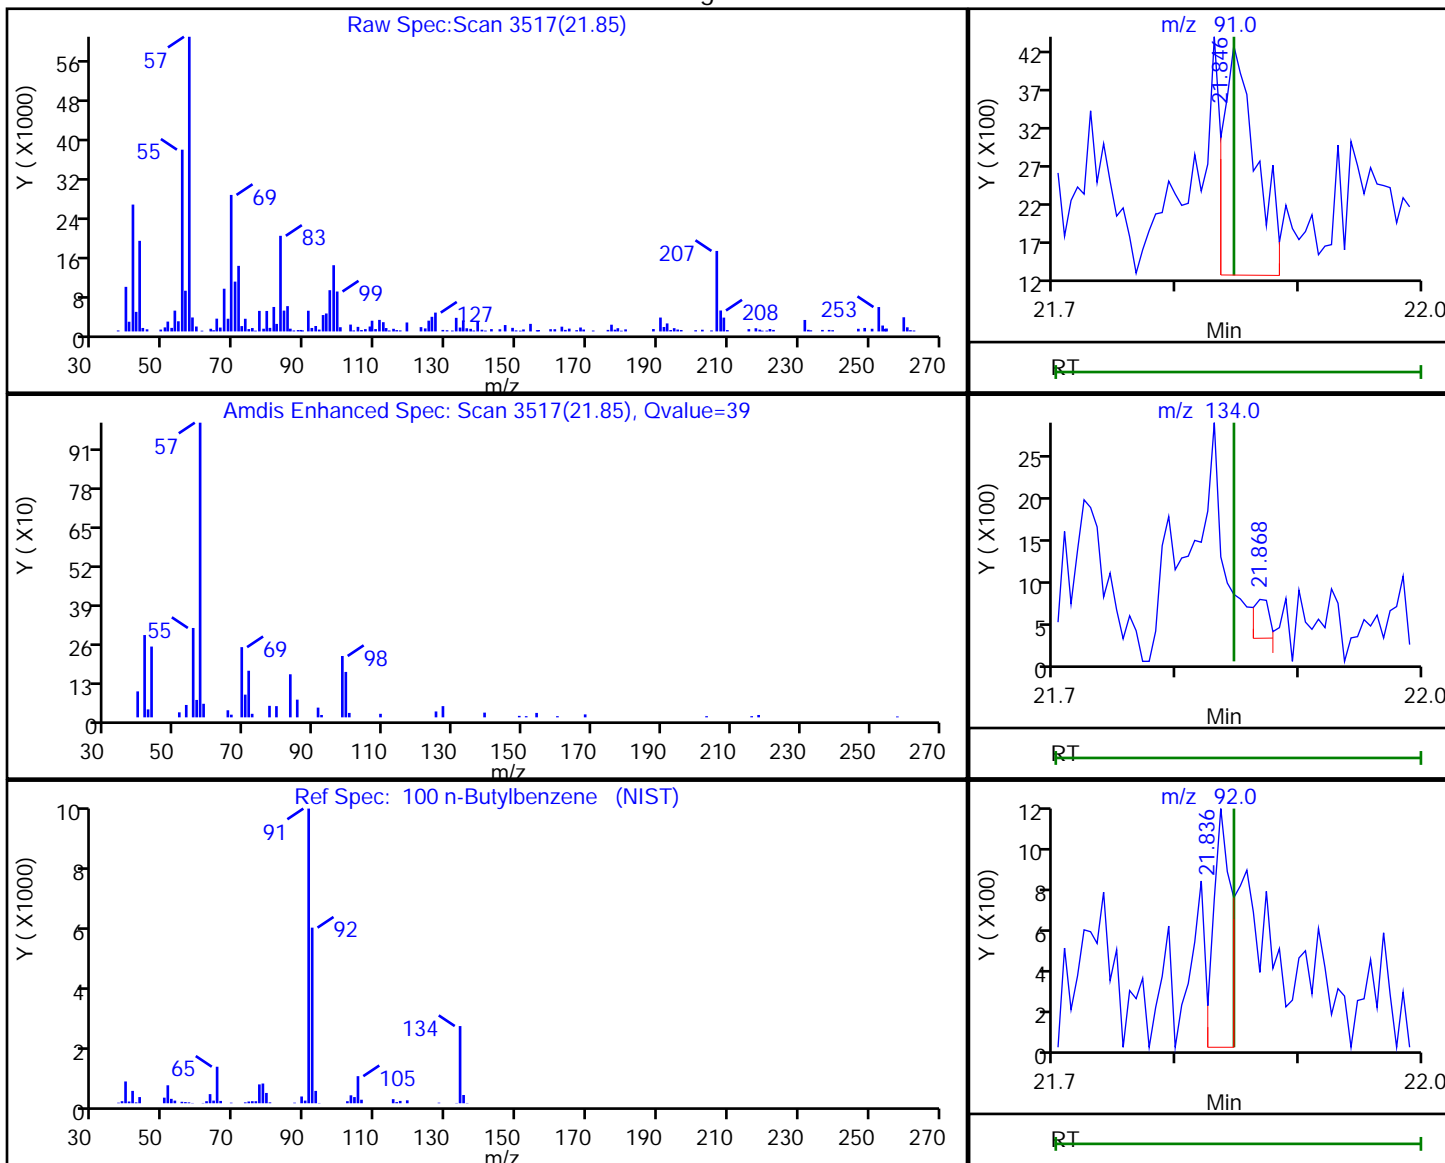 g
Raw Spec:Scan 3517(21.85)
Y ( X1000)
56
48
40
32
24
16
8
0
57
55
69
83
99
127
207
208
253
30 50 70 90 110 130 150 170 190 210 230 250 270
m/z
m/z 91.0
Y ( X100)
42
37
32
27
22
17
12
21.846
21.7 22.0
Min
RT
Amdis Enhanced Spec: Scan 3517(21.85), Qvalue=39
Y ( X10)
91
78
65
52
39
26
13
0
57
55
69
98
30 50 70 90 110 130 150 170 190 210 230 250 270
m/z
m/z 134.0
Y ( X100)
25
20
15
10
5
0
21.868
21.7 22.0
Min
RT
Ref Spec: 100 n-Butylbenzene (NIST)
Y ( X1000)
10
8
6
4
2
0
91
92
134
65
105
30 50 70 90 110 130 150 170 190 210 230 250 270
m/z
m/z 92.0
Y ( X100)
12
10
8
6
4
2
0
21.836
21.7 22.0
Min
RT